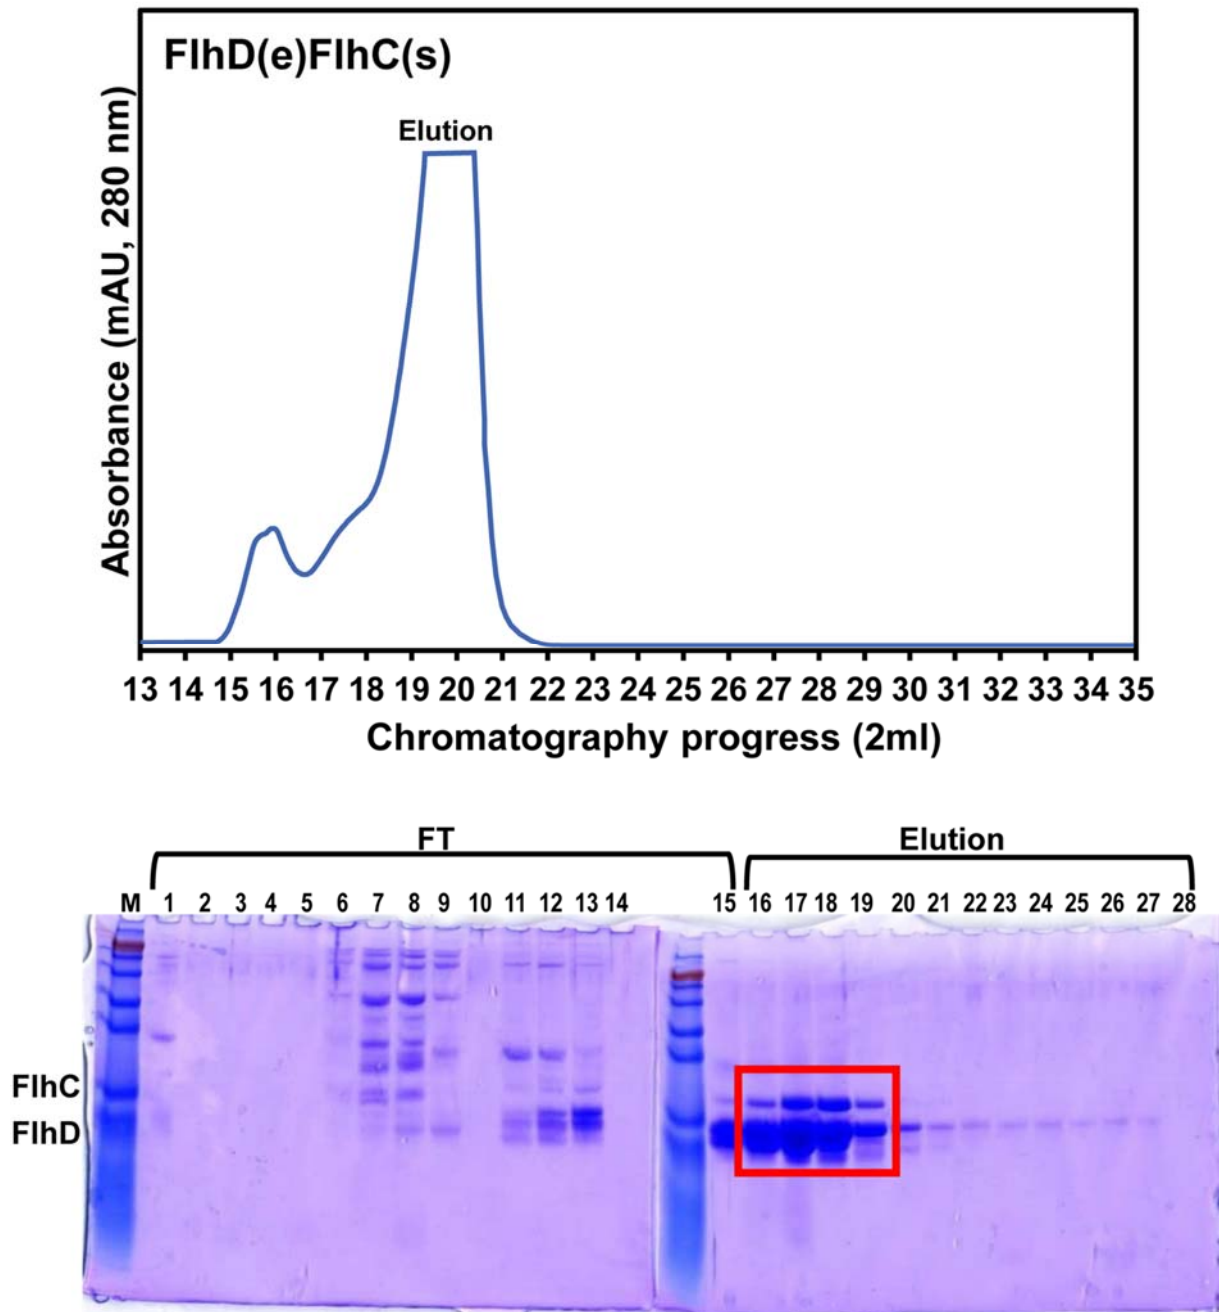 FlhD(e)FlhC(s)
Elution
Absorbance (mAU, 280 nm)
13 14 15 16 17 18 19 20 21 22 23 24 25 26 27 28 29 30 31 32 33 34 35
Chromatography progress (2ml)
FT Elution
M 1 2 3 4 5 6 7 8 9 10 11 12 13 14 15 16 17 18 19 20 21 22 23 24 25 26 27 28
FlhC
FlhD